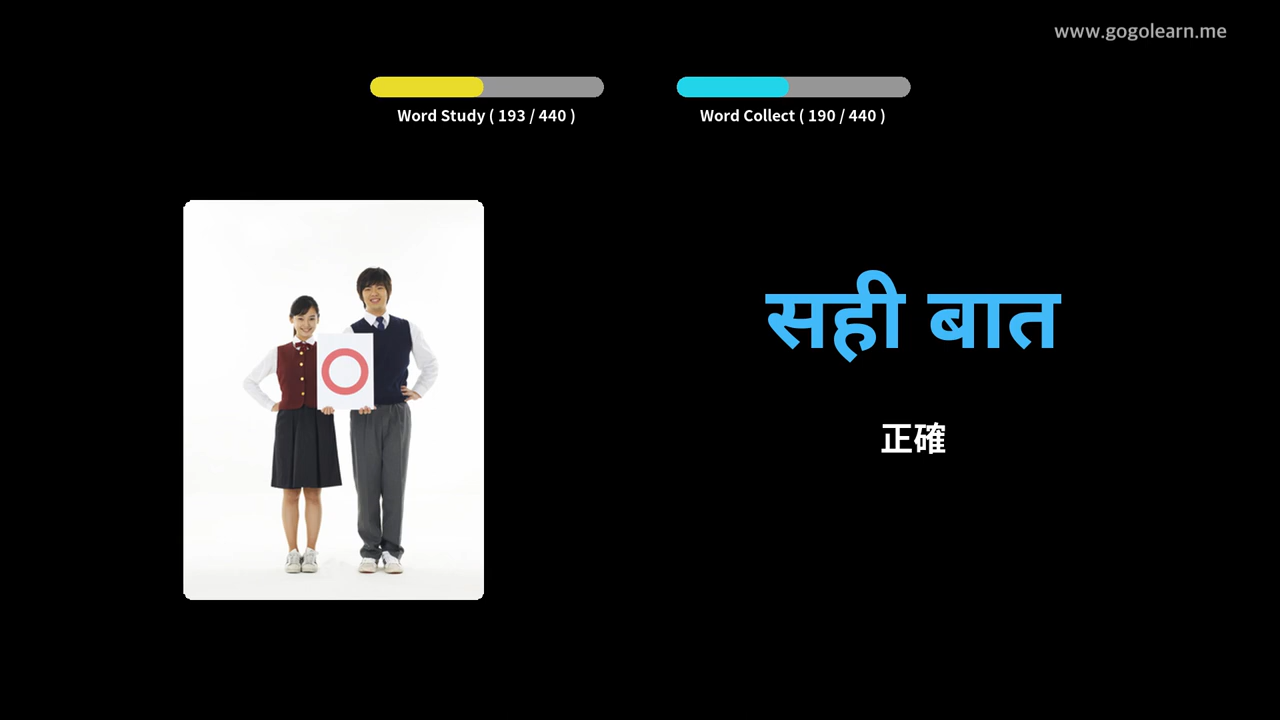 www.gogolearn.me
Word Study ( 193 / 440 )
Word Collect ( 190 / 440 )
सही बात
正確